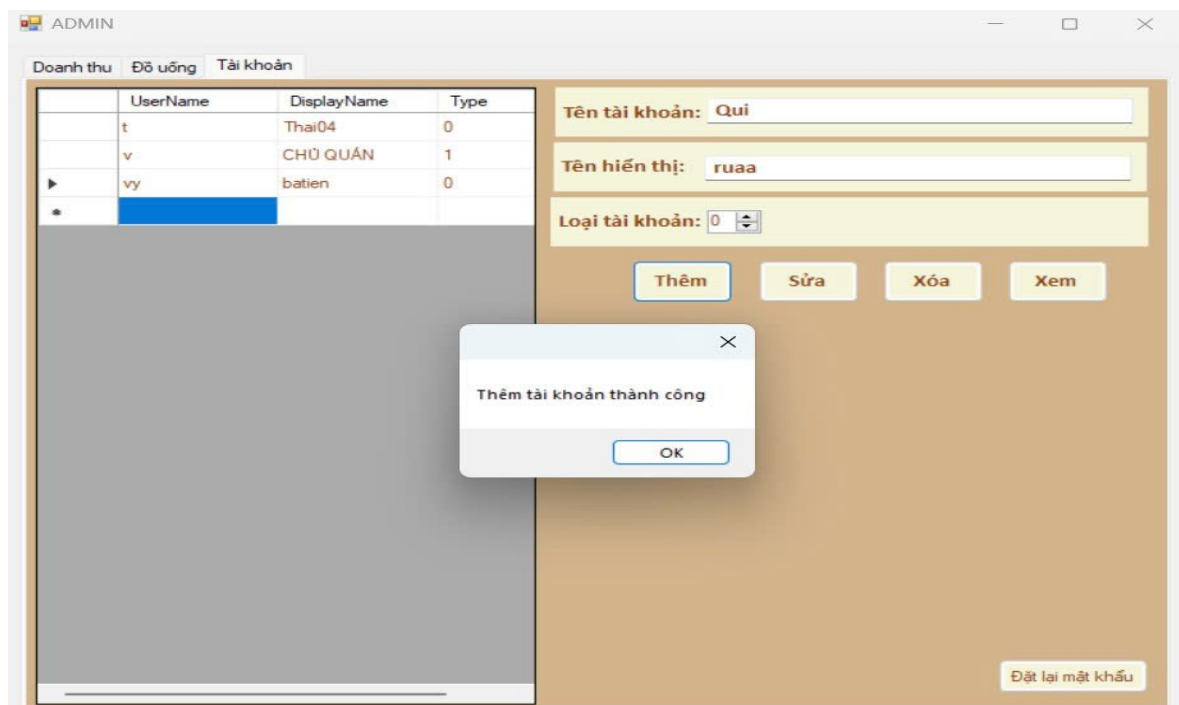 ADMIN
Doanh thu Đồ uống Tài khoản
UserName DisplayName Type
t Thai04 0
v CHỦ QUÁN 1
vy batien 0
Tên tài khoản: Qui
Tên hiển thị: ruaa
Loại tài khoản: 0
Thêm Sửa Xóa Xem
Thêm tài khoản thành công
OK
Đặt lại mật khẩu